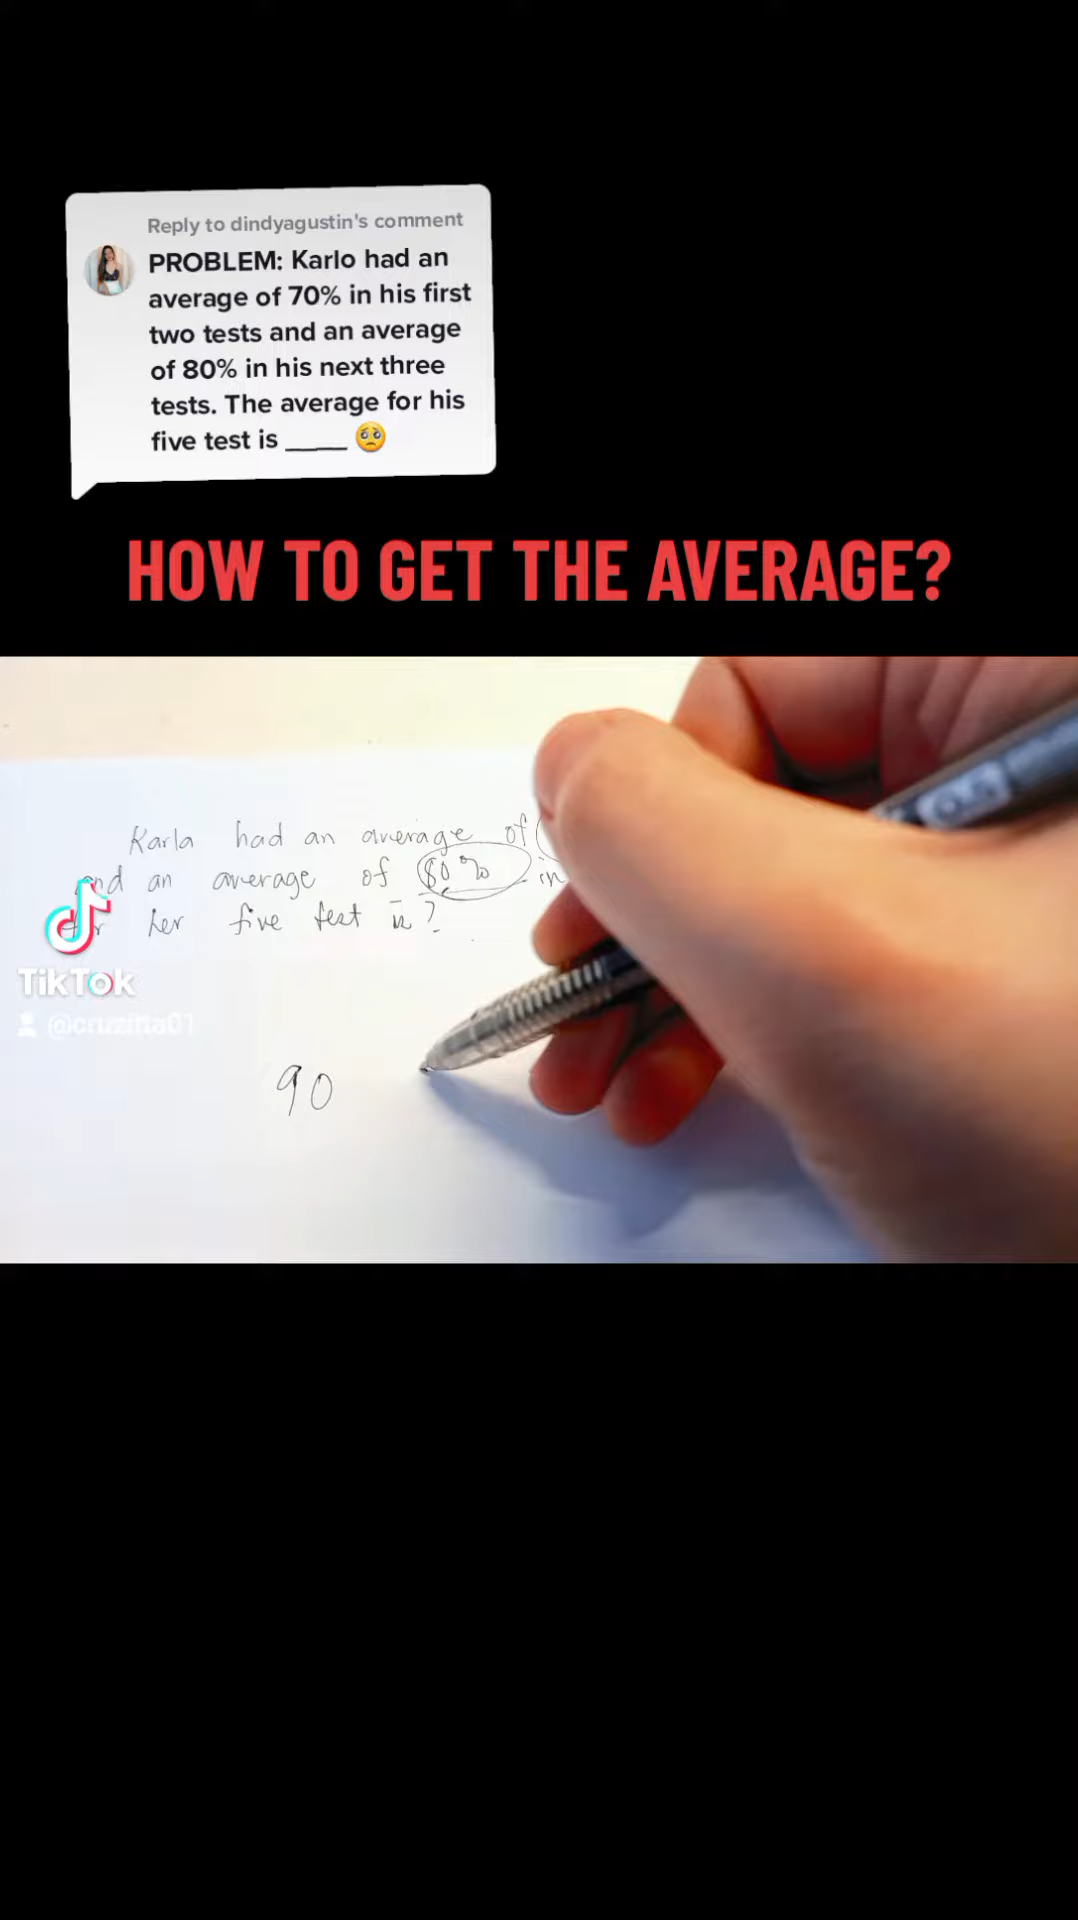 Reply to dindyagustin's comment
PROBLEM: Karlo had an
average of 70% in his first
two tests and an average
of 80% in his next three
tests. The average for his
five test is ____ 🥺
HOW TO GET THE AVERAGE?
Karla had an average of
and an average of 80% in
her five test is?
TikTok
@cruzitta01
90